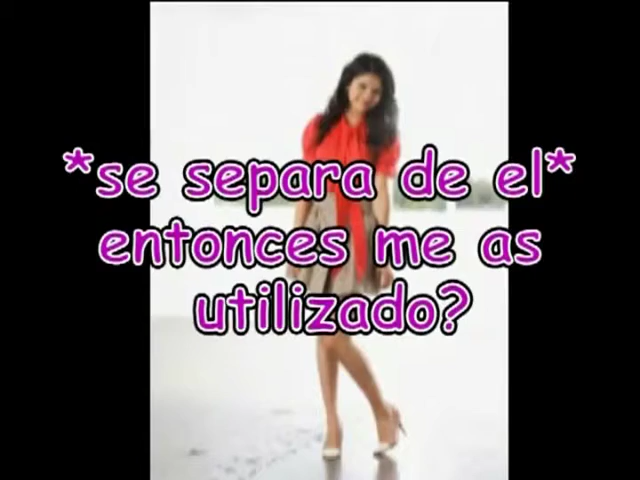 *se separa de el*
entonces me as
utilizado?